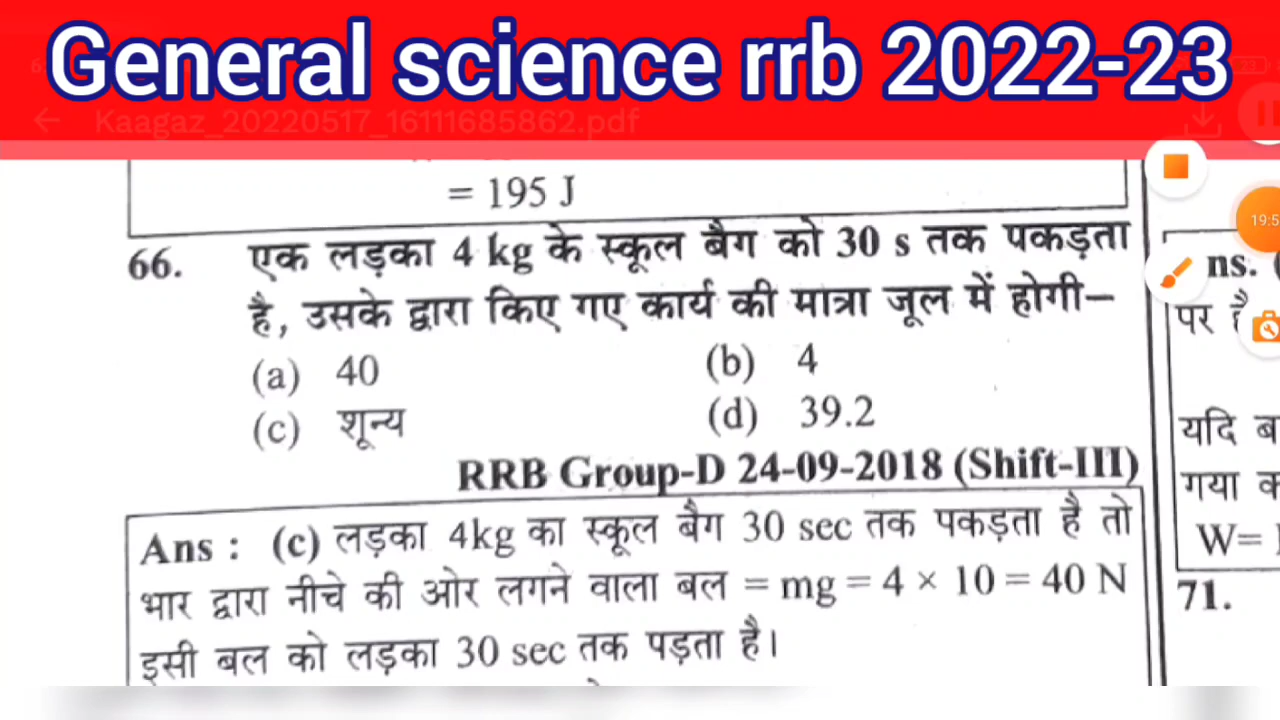 General science rrb 2022-23
Kaagaz_20220517_16111685862.pdf
= 195 J
66. एक लड़का 4 kg के स्कूल बैग को 30 s तक पकड़ता
है, उसके द्वारा किए गए कार्य की मात्रा जूल में होगी–
(a) 40 (b) 4
(c) शून्य (d) 39.2
RRB Group-D 24-09-2018 (Shift-III)
Ans : (c) लड़का 4kg का स्कूल बैग 30 sec तक पकड़ता है तो
भार द्वारा नीचे की ओर लगने वाला बल = mg = 4 × 10 = 40 N
इसी बल को लड़का 30 sec तक पड़ता है।
19:5
ns.
पर है
यदि ब
गया क
W=
71.